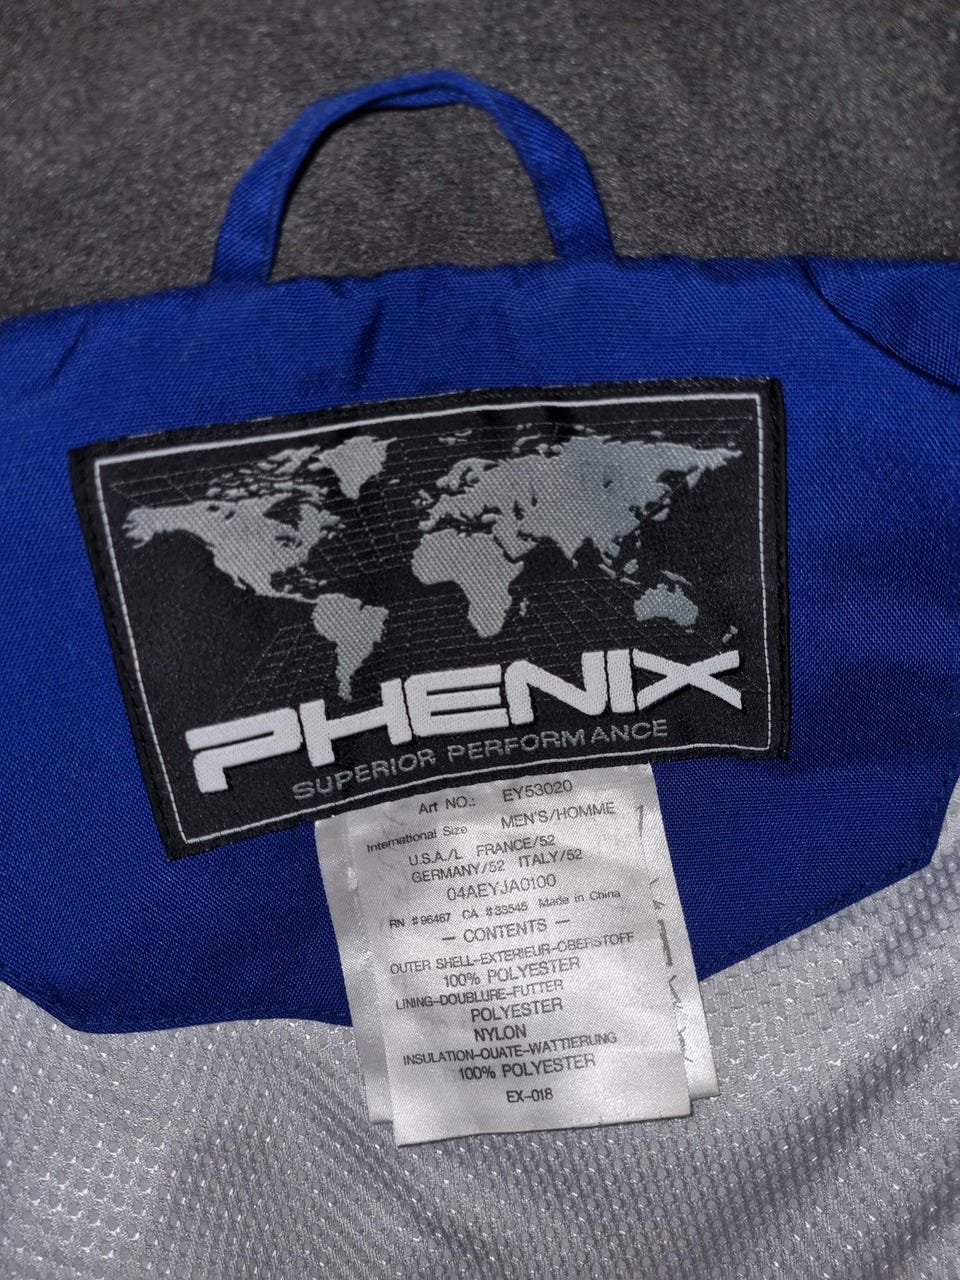 PHENIX
SUPERIOR PERFORMANCE
Art NO.: EY53020
International Size MEN'S/HOMME
U.S.A./L FRANCE/52
GERMANY/52 ITALY/52
04AEYJA0100
RN #96467 CA #33545 Made in China
— CONTENTS —
OUTER SHELL-EXTERIEUR-OBERSTOFF
100% POLYESTER
LINING-DOUBLURE-FUTTER
POLYESTER
NYLON
INSULATION-OUATE-WATTIERUNG
100% POLYESTER
EX-018